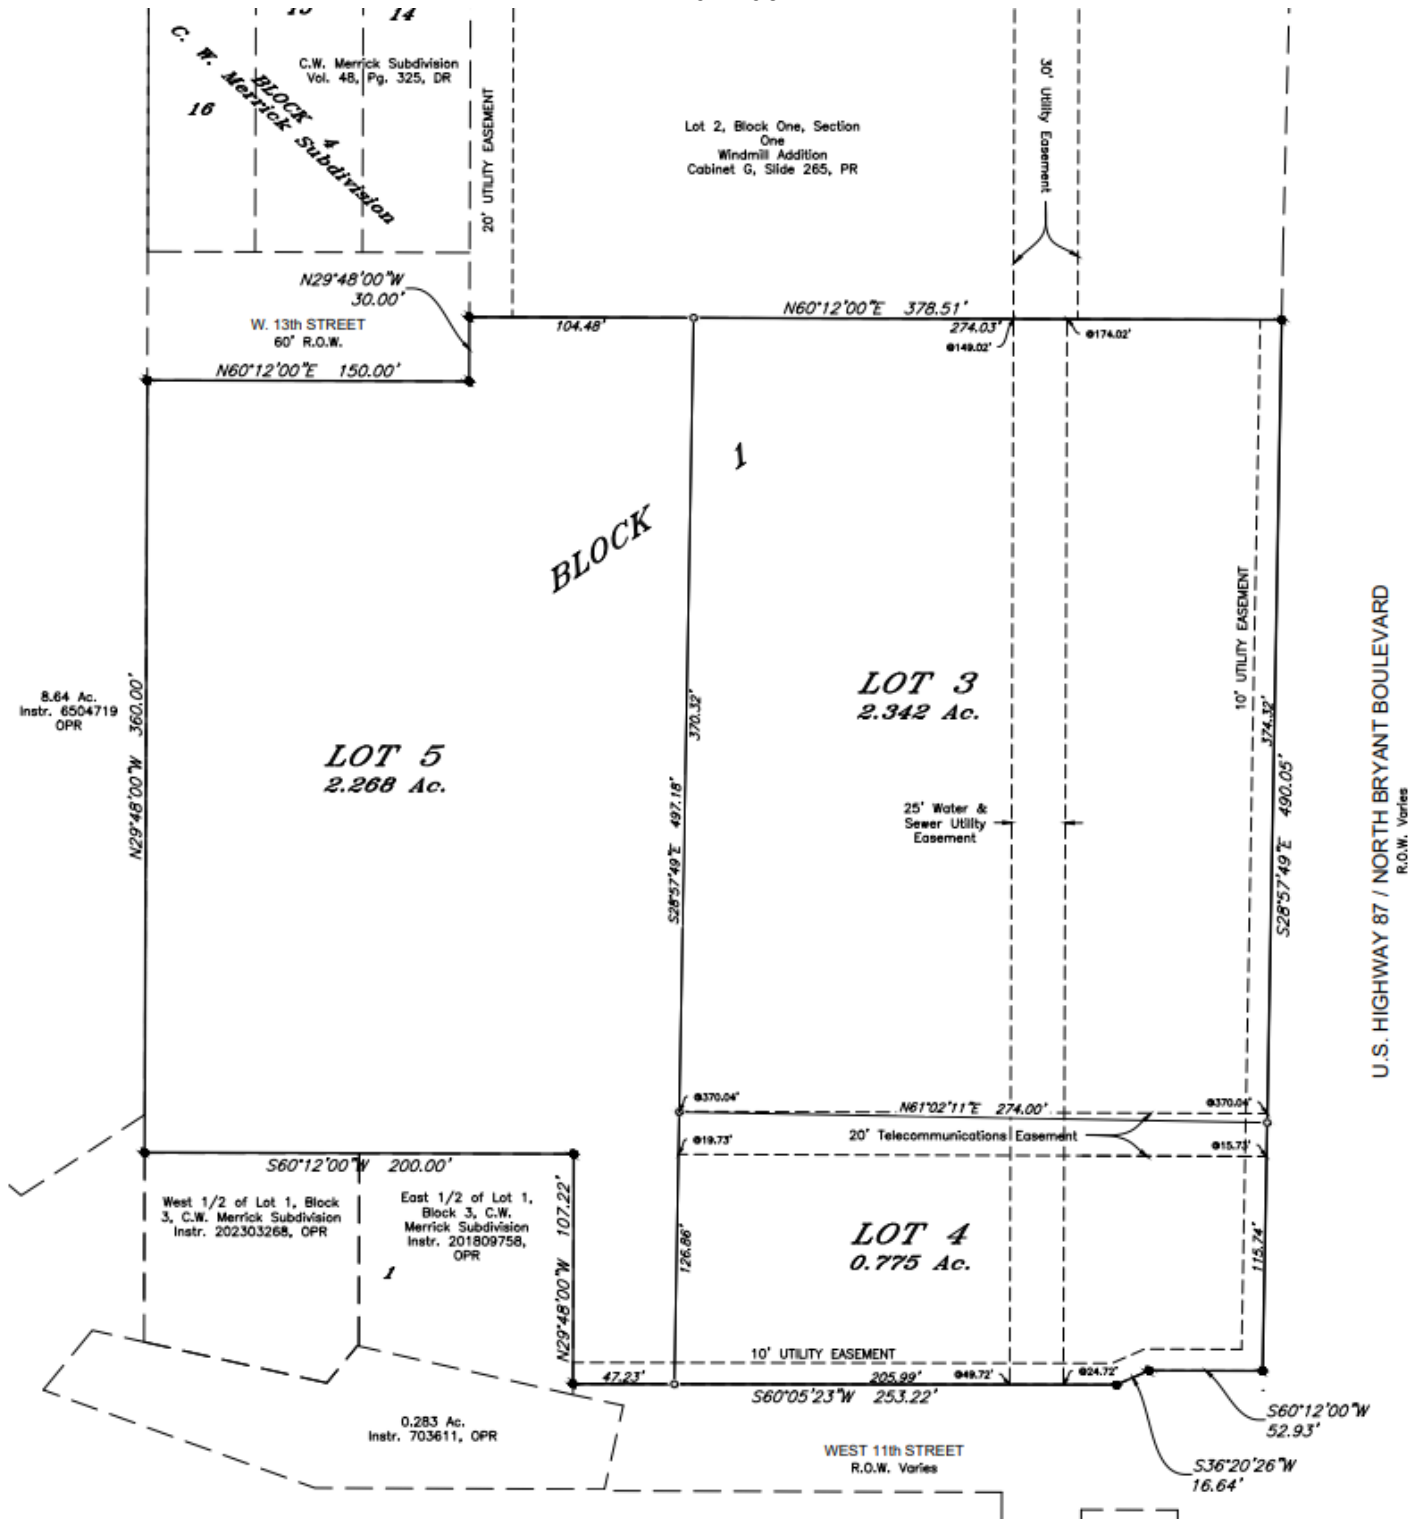 14
C. W. Merrick Subdivision
BLOCK 4
16
C.W. Merrick Subdivision
Vol. 48, Pg. 325, DR
20' UTILITY EASEMENT
Lot 2, Block One, Section
One
Windmill Addition
Cabinet G, Slide 265, PR
30' Utility Easement
N29°48'00"W
30.00'
W. 13th STREET
60' R.O.W.
N60°12'00"E 150.00'
104.48'
N60°12'00"E 378.51'
274.03'
@149.02'
@174.02'
1
BLOCK
10' UTILITY EASEMENT
8.64 Ac.
Instr. 6504719
OPR
N29°48'00"W 360.00'
LOT 5
2.268 Ac.
370.32'
S28°57'49"E 497.18'
LOT 3
2.342 Ac.
25' Water &
Sewer Utility
Easement
374.32'
S28°57'49"E 490.05'
U.S. HIGHWAY 87 / NORTH BRYANT BOULEVARD
R.O.W. Varies
@370.04'
N61°02'11"E 274.00'
@370.04'
@19.73'
20' Telecommunications Easement
@15.73'
S60°12'00"W 200.00'
West 1/2 of Lot 1, Block
3, C.W. Merrick Subdivision
Instr. 202303268, OPR
East 1/2 of Lot 1,
Block 3, C.W.
Merrick Subdivision
Instr. 201809758,
OPR
1
N29°48'00"W 107.22'
126.86'
LOT 4
0.775 Ac.
115.74'
10' UTILITY EASEMENT
47.23'
205.99'
@49.72'
@24.72'
S60°05'23"W 253.22'
S60°12'00"W
52.93'
0.283 Ac.
Instr. 703611, OPR
WEST 11th STREET
R.O.W. Varies
S36°20'26"W
16.64'